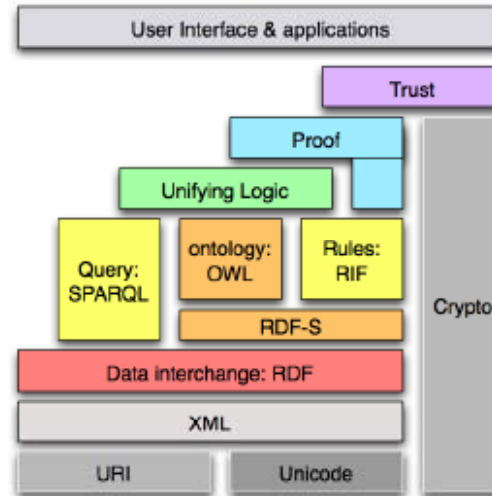 User Interface & applications
Trust
Proof
Unifying Logic
Query:
SPARQL
ontology:
OWL
Rules:
RIF
Crypto
RDF-S
Data interchange: RDF
XML
URI
Unicode